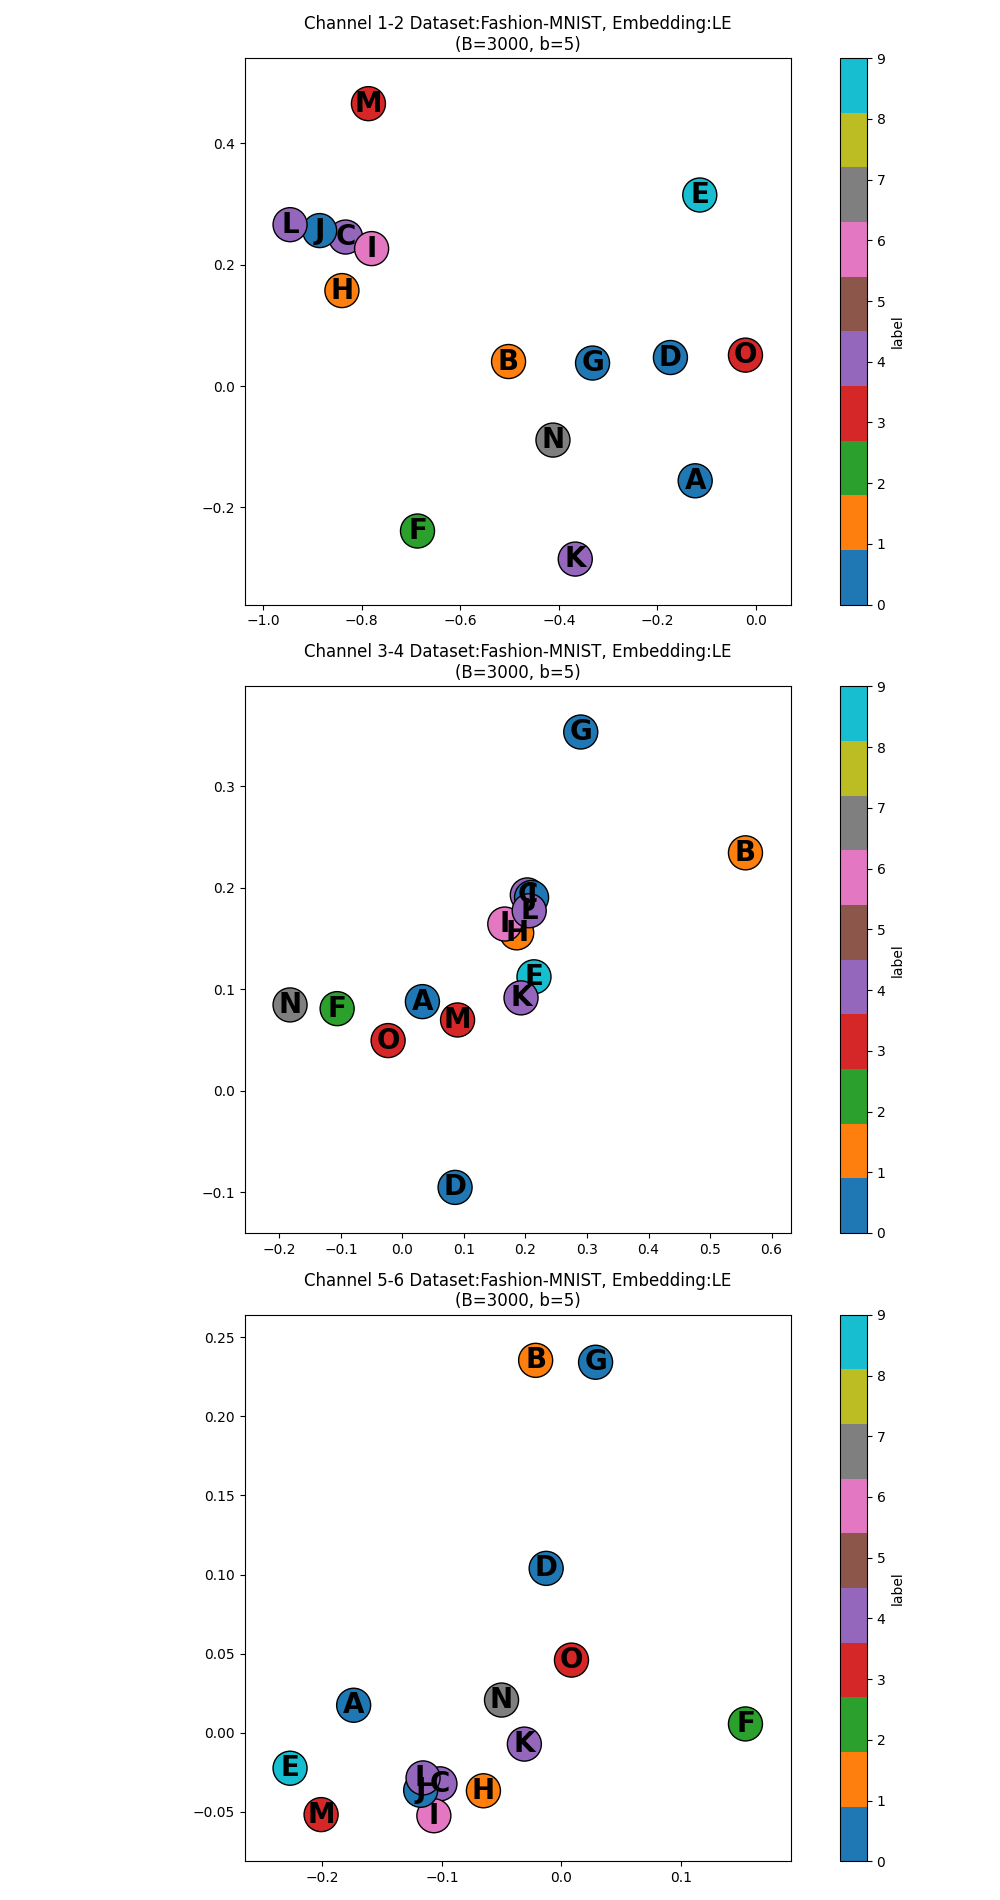 Channel 1-2 Dataset:Fashion-MNIST, Embedding:LE
(B=3000, b=5)
M
E
L J C I
H
B G D O
N
A
F
K
0.4
0.2
0.0
−0.2
−1.0 −0.8 −0.6 −0.4 −0.2 0.0
9
8
7
6
5
4
3
2
1
0
label
Channel 3-4 Dataset:Fashion-MNIST, Embedding:LE
(B=3000, b=5)
G
B
C J
L
I H
E
K
N F A M
O
D
0.3
0.2
0.1
0.0
−0.1
−0.2 −0.1 0.0 0.1 0.2 0.3 0.4 0.5 0.6
9
8
7
6
5
4
3
2
1
0
label
Channel 5-6 Dataset:Fashion-MNIST, Embedding:LE
(B=3000, b=5)
B G
D
O
A N F
K
E
L C
J H
M I
0.25
0.20
0.15
0.10
0.05
0.00
−0.05
−0.2 −0.1 0.0 0.1
9
8
7
6
5
4
3
2
1
0
label